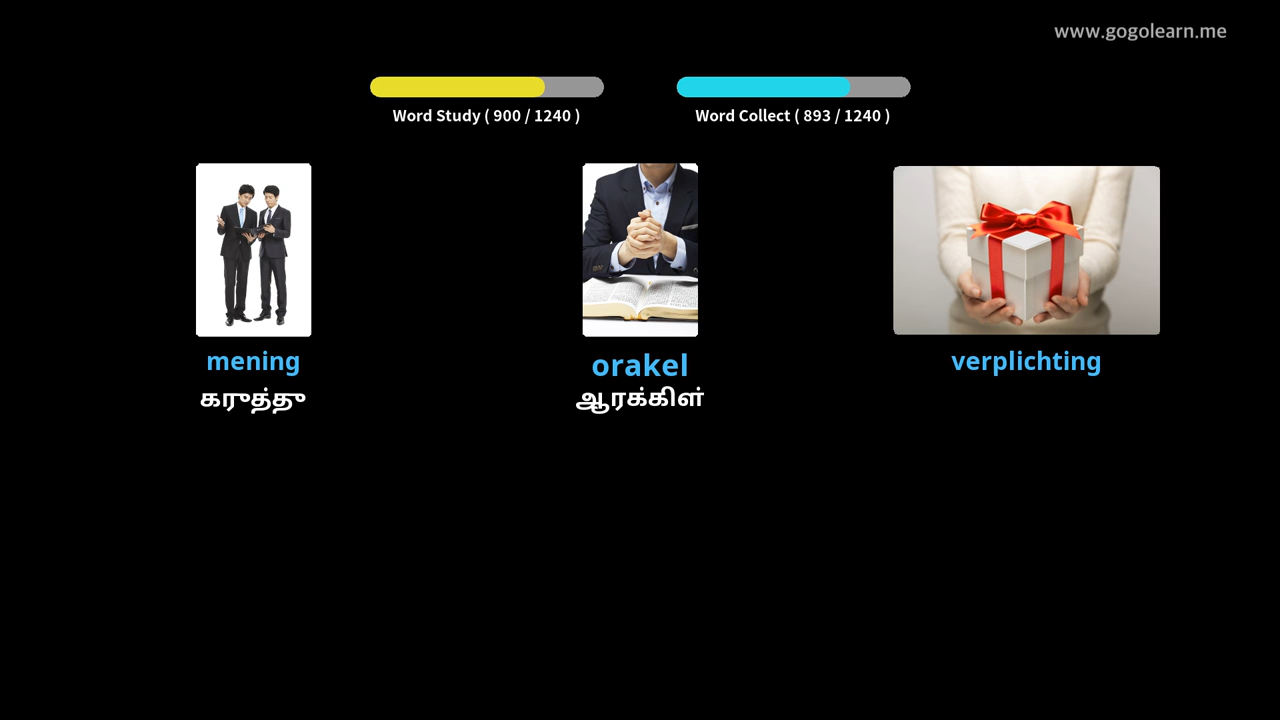 www.gogolearn.me
Word Study ( 900 / 1240 )
Word Collect ( 893 / 1240 )
mening
கருத்து
orakel
ஆரக்கிள்
verplichting